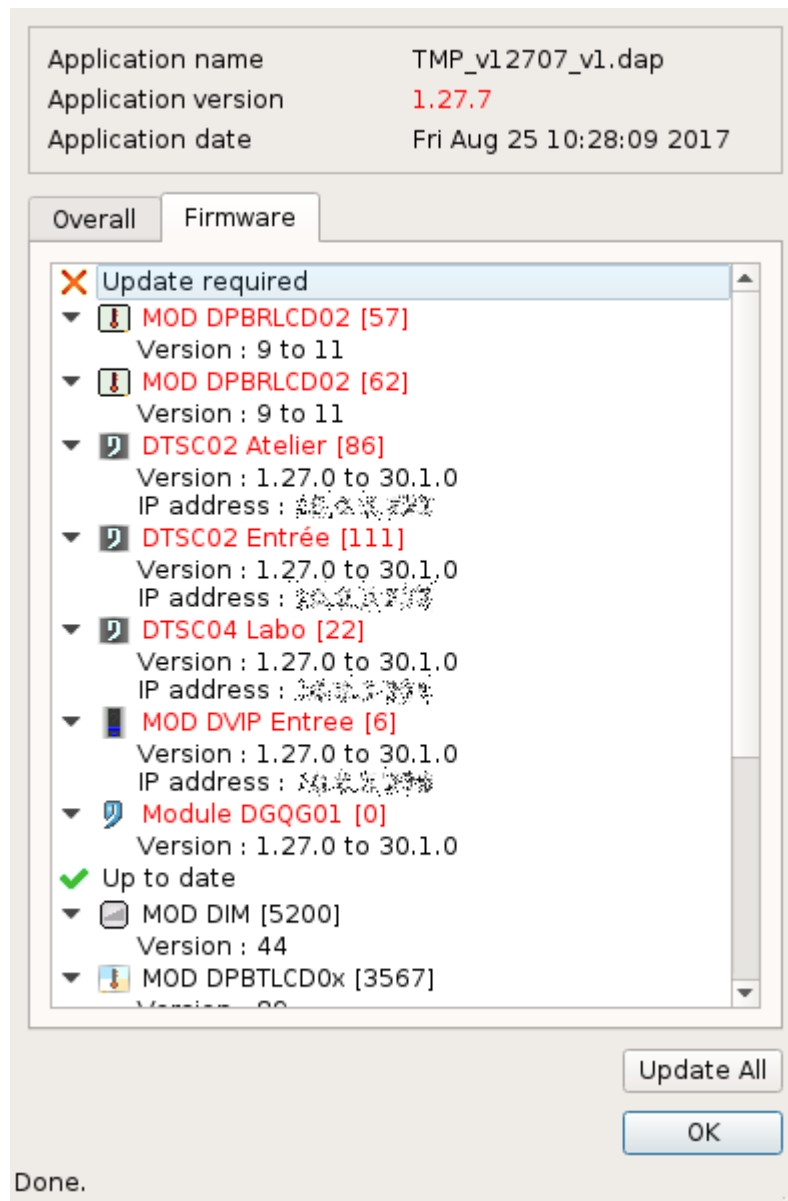 Application name TMP_v12707_v1.dap
Application version 1.27.7
Application date Fri Aug 25 10:28:09 2017
Overall Firmware
Update required
MOD DPBRLCD02 [57]
Version : 9 to 11
MOD DPBRLCD02 [62]
Version : 9 to 11
DTSC02 Atelier [86]
Version : 1.27.0 to 30.1.0
IP address :
DTSC02 Entrée [111]
Version : 1.27.0 to 30.1.0
IP address :
DTSC04 Labo [22]
Version : 1.27.0 to 30.1.0
IP address :
MOD DVIP Entree [6]
Version : 1.27.0 to 30.1.0
IP address :
Module DGQG01 [0]
Version : 1.27.0 to 30.1.0
Up to date
MOD DIM [5200]
Version : 44
MOD DPBTLCD0x [3567]
Update All
OK
Done.